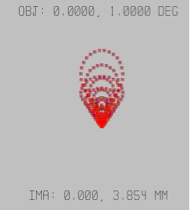 OBJ: 0.0000, 1.0000 DEG
IMA: 0.000, 3.854 MM